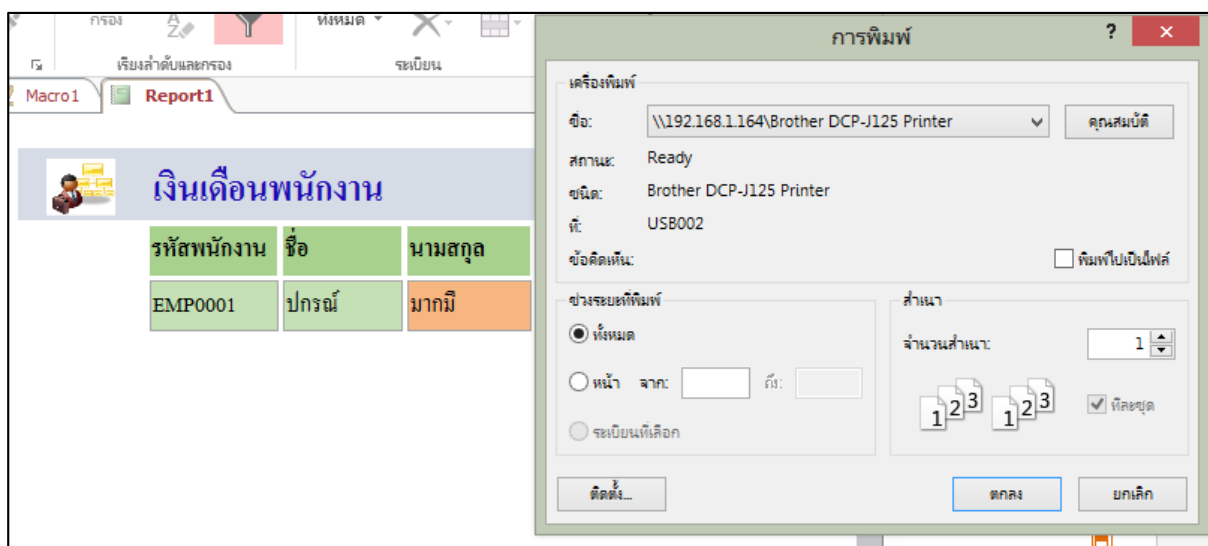 กรอง
ทั้งหมด
เรียงลำดับและกรอง
ระเบียน
Macro1
Report1
เงินเดือนพนักงาน
รหัสพนักงาน ชื่อ นามสกุล
EMP0001 ปกรณ์ มากมี
การพิมพ์
เครื่องพิมพ์
ชื่อ: \\192.168.1.164\Brother DCP-J125 Printer คุณสมบัติ
สถานะ: Ready
ชนิด: Brother DCP-J125 Printer
ที่: USB002
ข้อคิดเห็น: พิมพ์ไปเป็นไฟล์
ช่วงระยะที่พิมพ์
ทั้งหมด
หน้า จาก: ถึง:
ระเบียนที่เลือก
สำเนา
จำนวนสำเนา: 1
1 2 3 1 2 3 ทีละชุด
ติดตั้ง... ตกลง ยกเลิก